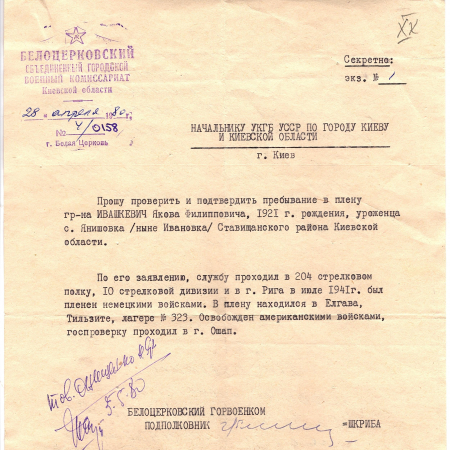 XX
БЕЛОЦЕРКОВСКИЙ
ОБЪЕДИНЕННЫЙ ГОРОДСКОЙ
ВОЕННЫЙ КОМИССАРИАТ
Киевской области
28 апреля 1980 г.
№ 4/0158
г. Белая Церковь
Секретно:
экз. № 1
НАЧАЛЬНИКУ УКГБ УССР ПО ГОРОДУ КИЕВУ
И КИЕВСКОЙ ОБЛАСТИ
г. Киев
Прошу проверить и подтвердить пребывание в плену
гр-на ИВАШКЕВИЧ Якова Филипповича, 1921 г. рождения, уроженца
с. Янишовка /ныне Ивановка/ Ставищанского района Киевской
области.
По его заявлению, службу проходил в 204 стрелковом
полку, 10 стрелковой дивизии и в г. Рига в июле 1941г. был
пленен немецкими войсками. В плену находился в Елгава,
Тильзите, лагере № 323. Освобожден американскими войсками,
госпроверку проходил в г. Ошап.
тов.
5.5.80
БЕЛОЦЕРКОВСКИЙ ГОРВОЕНКОМ
ПОДПОЛКОВНИК =ШКРИБА